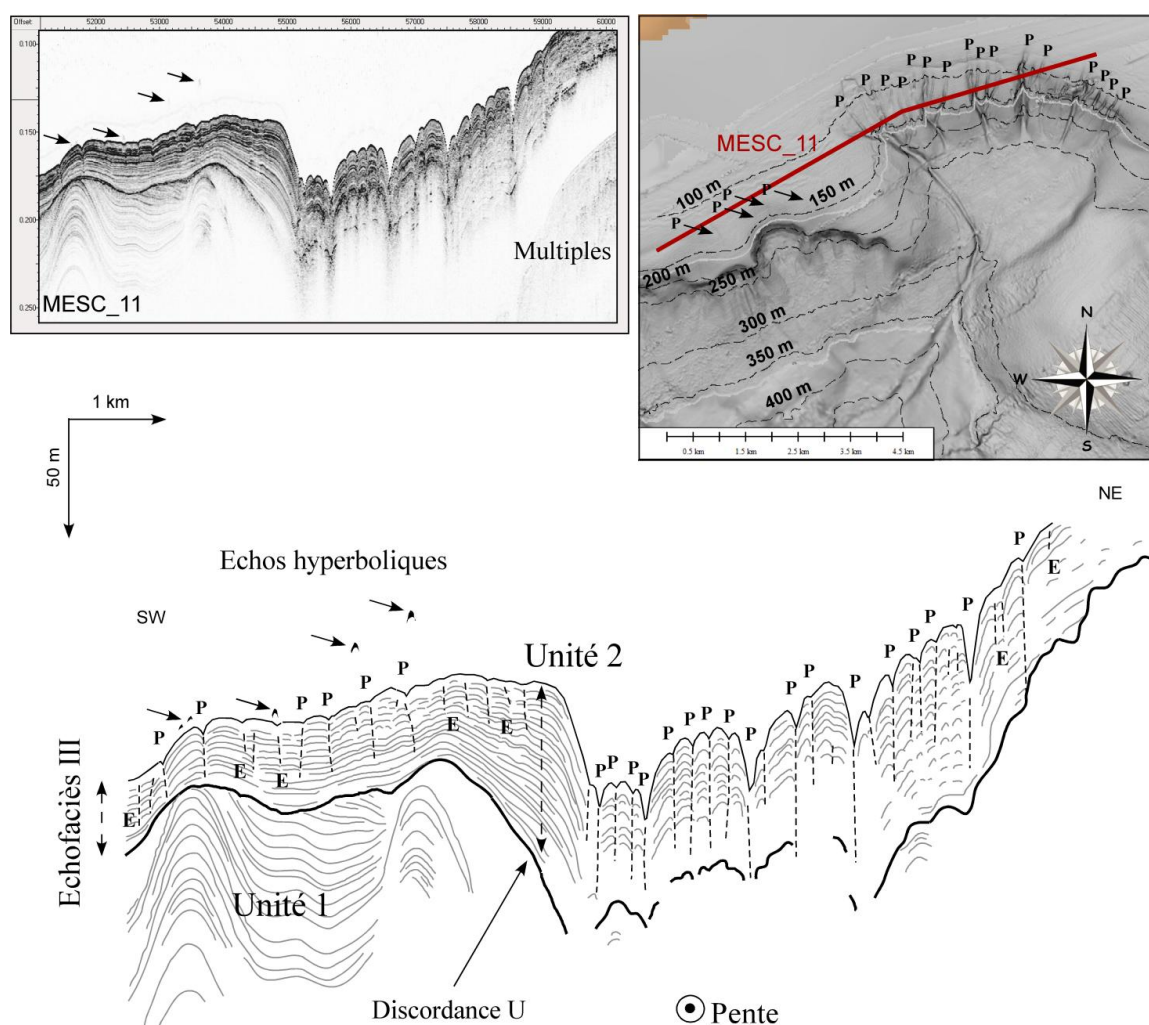 Offset: 52000 53000 54000 55000 56000 57000 58000 59000 60000
0.100
0.150
0.200
0.250
Multiples
MESC_11
P P P P P P P P
P P P P P P P
MESC_11
100 m
150 m
P P P P
200 m
250 m
300 m
350 m
400 m
N
W
S
0.5 km 1.5 km 2.5 km 3.5 km 4.5 km
1 km
50 m
NE
Echos hyperboliques
SW
Unité 2
P P P P P P P
P P P P
P P P P P P
P P P P P P P P P
E E E E E E E
Echofaciès III
Unité 1
Discordance U
Pente